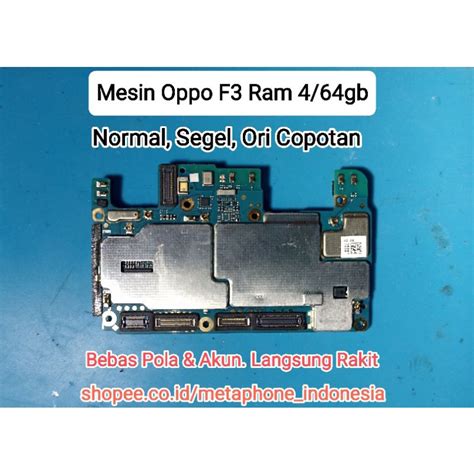 Mesin Oppo F3 Ram 4/64gb
Normal, Segel, Ori Copotan
Bebas Pola & Akun. Langsung Rakit
shopee.co.id/metaphone_indonesia